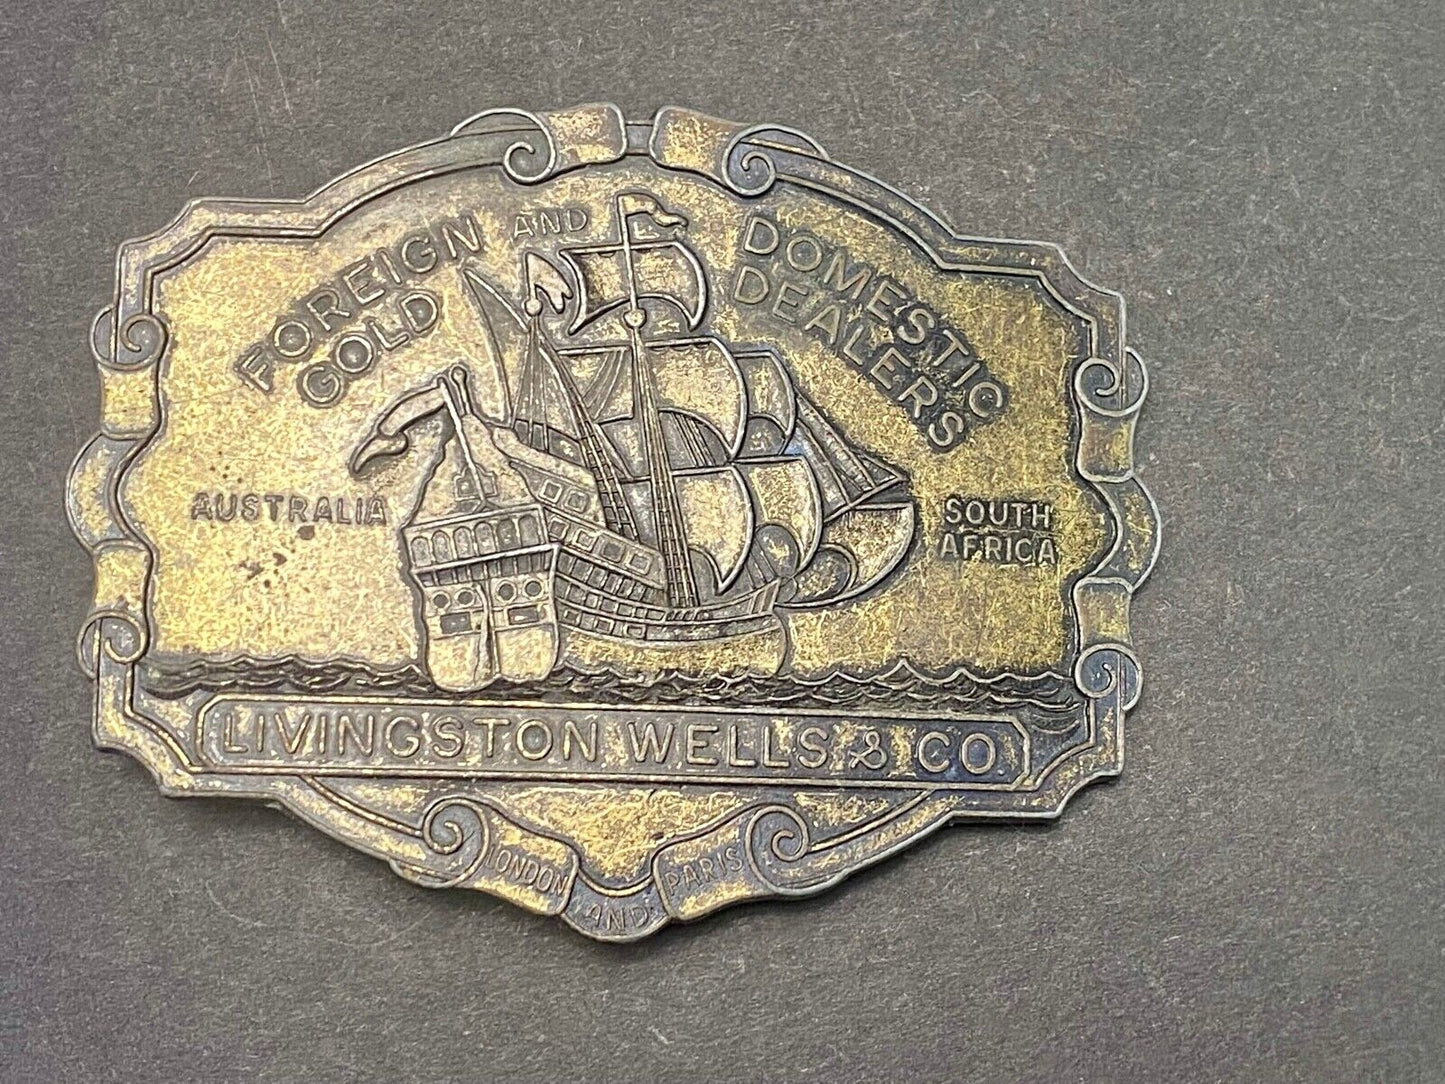 FOREIGN AND DOMESTIC
GOLD DEALERS
AUSTRALIA
SOUTH
AFRICA
LIVINGSTON WELLS & CO
LONDON AND PARIS